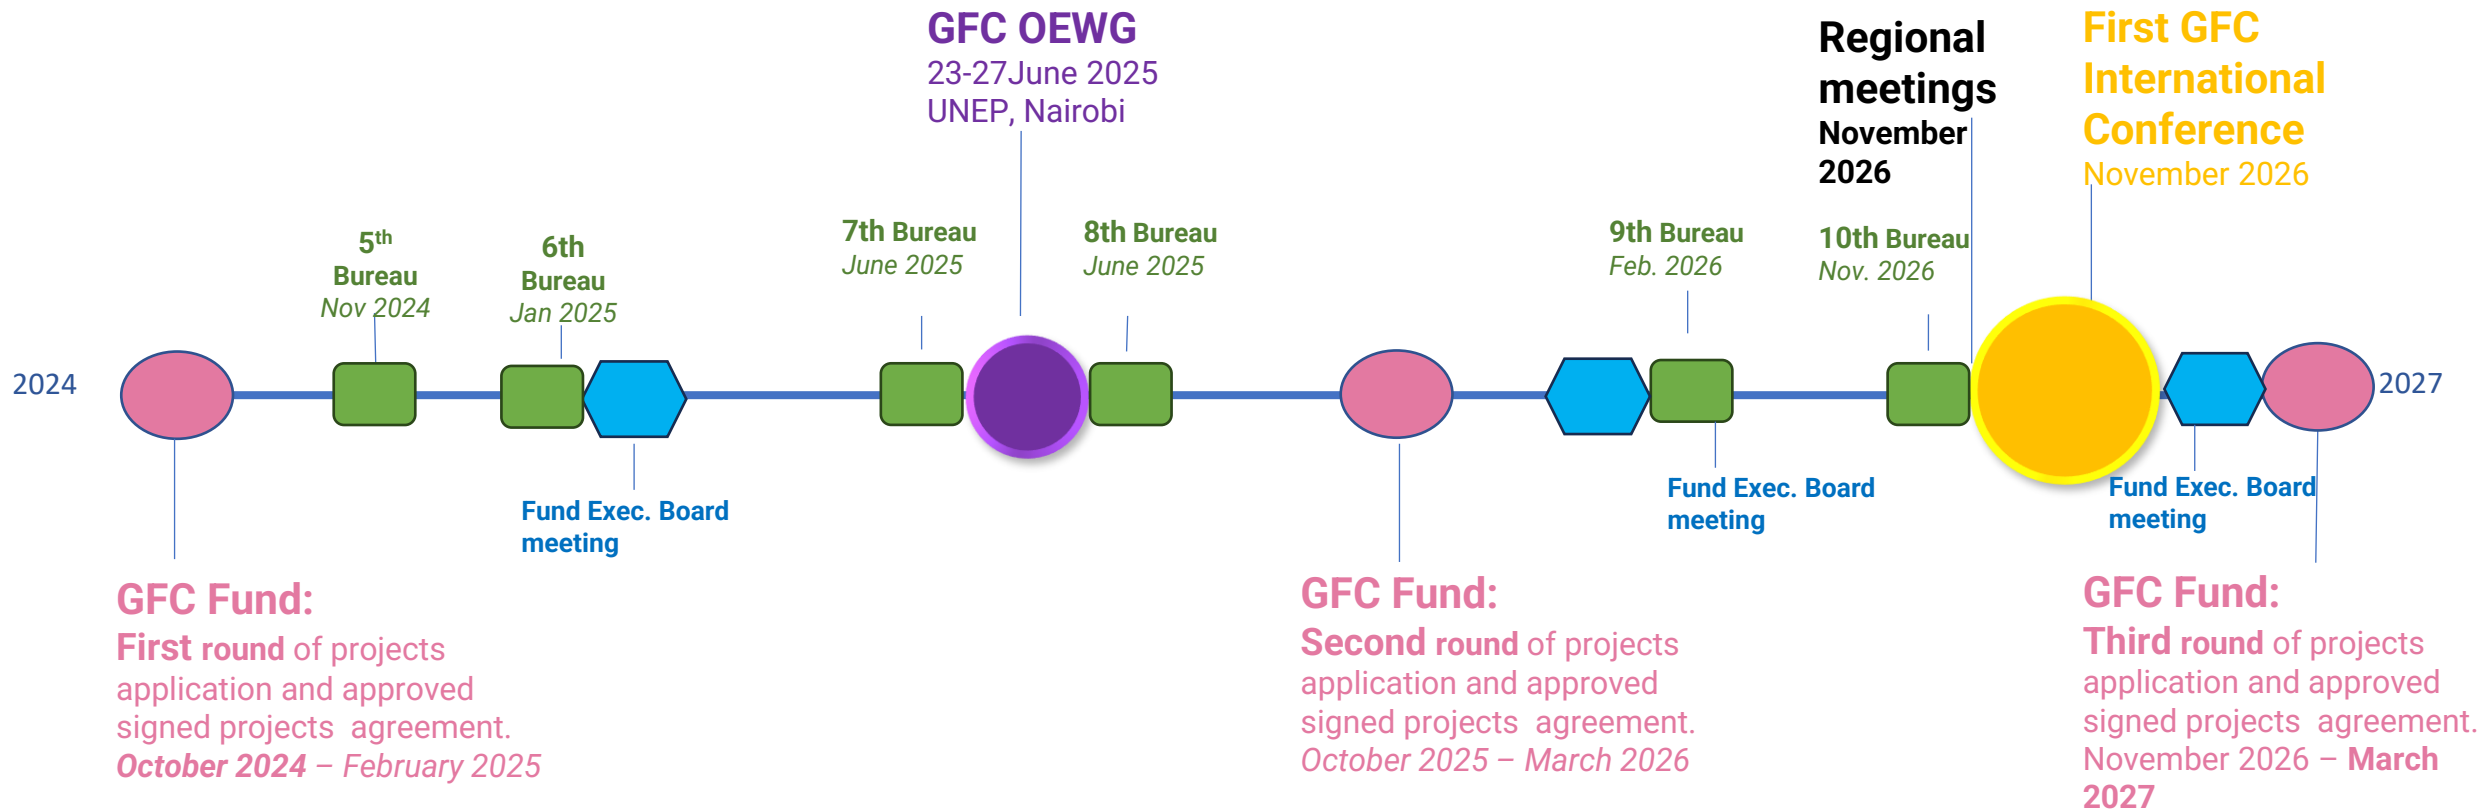 GFC OEWG
23-27June 2025
UNEP, Nairobi
Regional
meetings
November
2026
First GFC
International
Conference
November 2026
5th
Bureau
Nov 2024
6th
Bureau
Jan 2025
7th Bureau
June 2025
8th Bureau
June 2025
9th Bureau
Feb. 2026
10th Bureau
Nov. 2026
2024
2027
Fund Exec. Board
meeting
Fund Exec. Board
meeting
Fund Exec. Board
meeting
GFC Fund:
First round of projects
application and approved
signed projects  agreement.
October 2024 – February 2025
GFC Fund:
Second round of projects
application and approved
signed projects  agreement.
October 2025 – March 2026
GFC Fund:
Third round of projects
application and approved
signed projects  agreement.
November 2026 – March
2027